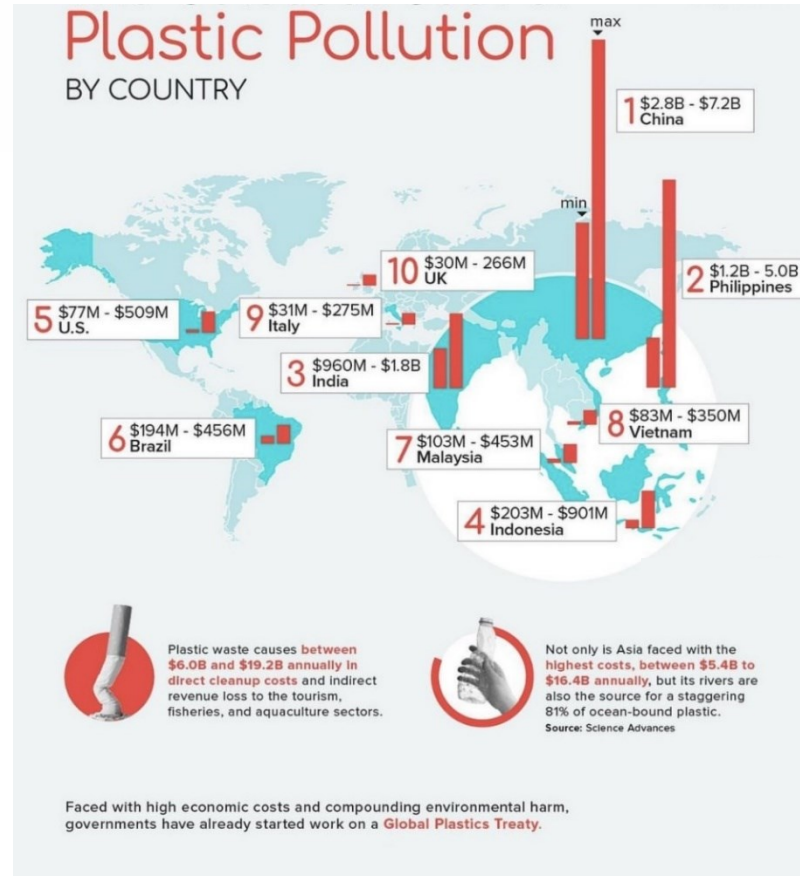 Plastic Pollution
BY COUNTRY
max
1 $2.8B - $7.2B
China
min
2 $1.2B - 5.0B
Philippines
10 $30M - 266M
UK
5 $77M - $509M
U.S.
9 $31M - $275M
Italy
3 $960M - $1.8B
India
6 $194M - $456M
Brazil
8 $83M - $350M
Vietnam
7 $103M - $453M
Malaysia
4 $203M - $901M
Indonesia
Plastic waste causes between
$6.0B and $19.2B annually in
direct cleanup costs and indirect
revenue loss to the tourism,
fisheries, and aquaculture sectors.
Not only is Asia faced with the
highest costs, between $5.4B to
$16.4B annually, but its rivers are
also the source for a staggering
81% of ocean-bound plastic.
Source: Science Advances
Faced with high economic costs and compounding environmental harm,
governments have already started work on a Global Plastics Treaty.